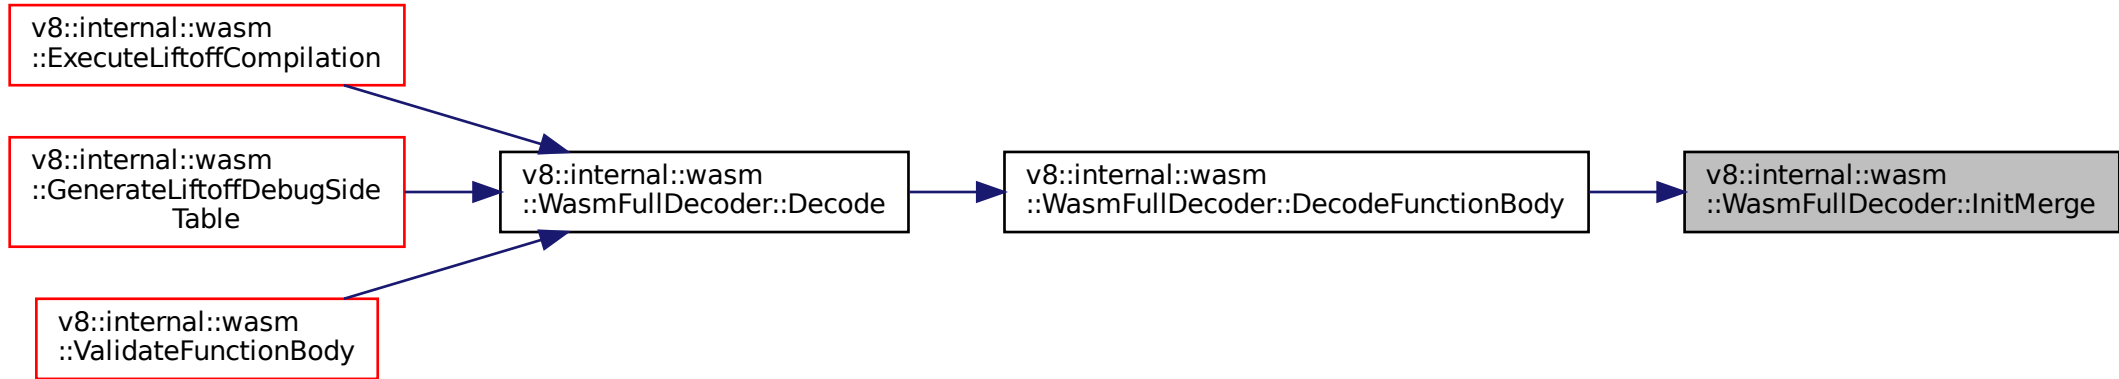 v8::internal::wasm
::ExecuteLiftoffCompilation
v8::internal::wasm
::GenerateLiftoffDebugSide
Table
v8::internal::wasm
::ValidateFunctionBody
v8::internal::wasm
::WasmFullDecoder::Decode
v8::internal::wasm
::WasmFullDecoder::DecodeFunctionBody
v8::internal::wasm
::WasmFullDecoder::InitMerge